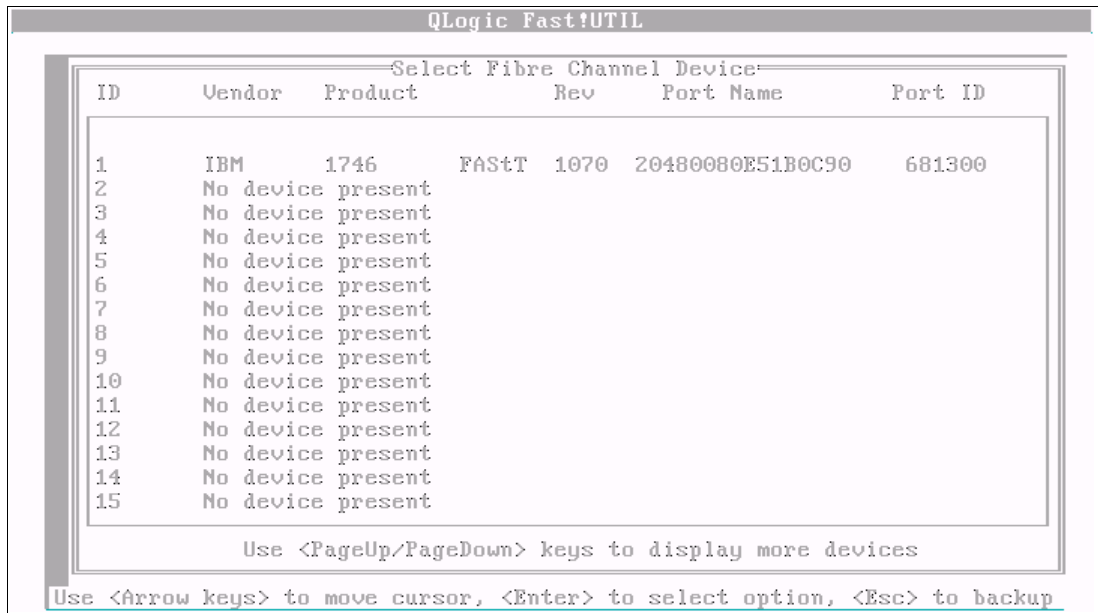 QLogic Fast!UTIL
Select Fibre Channel Device
ID Vendor Product Rev Port Name Port ID
1 IBM 1746 FAStT 1070 20480080E51B0C90 681300
2 No device present
3 No device present
4 No device present
5 No device present
6 No device present
7 No device present
8 No device present
9 No device present
10 No device present
11 No device present
12 No device present
13 No device present
14 No device present
15 No device present
Use <PageUp/PageDown> keys to display more devices
Use <Arrow keys> to move cursor, <Enter> to select option, <Esc> to backup